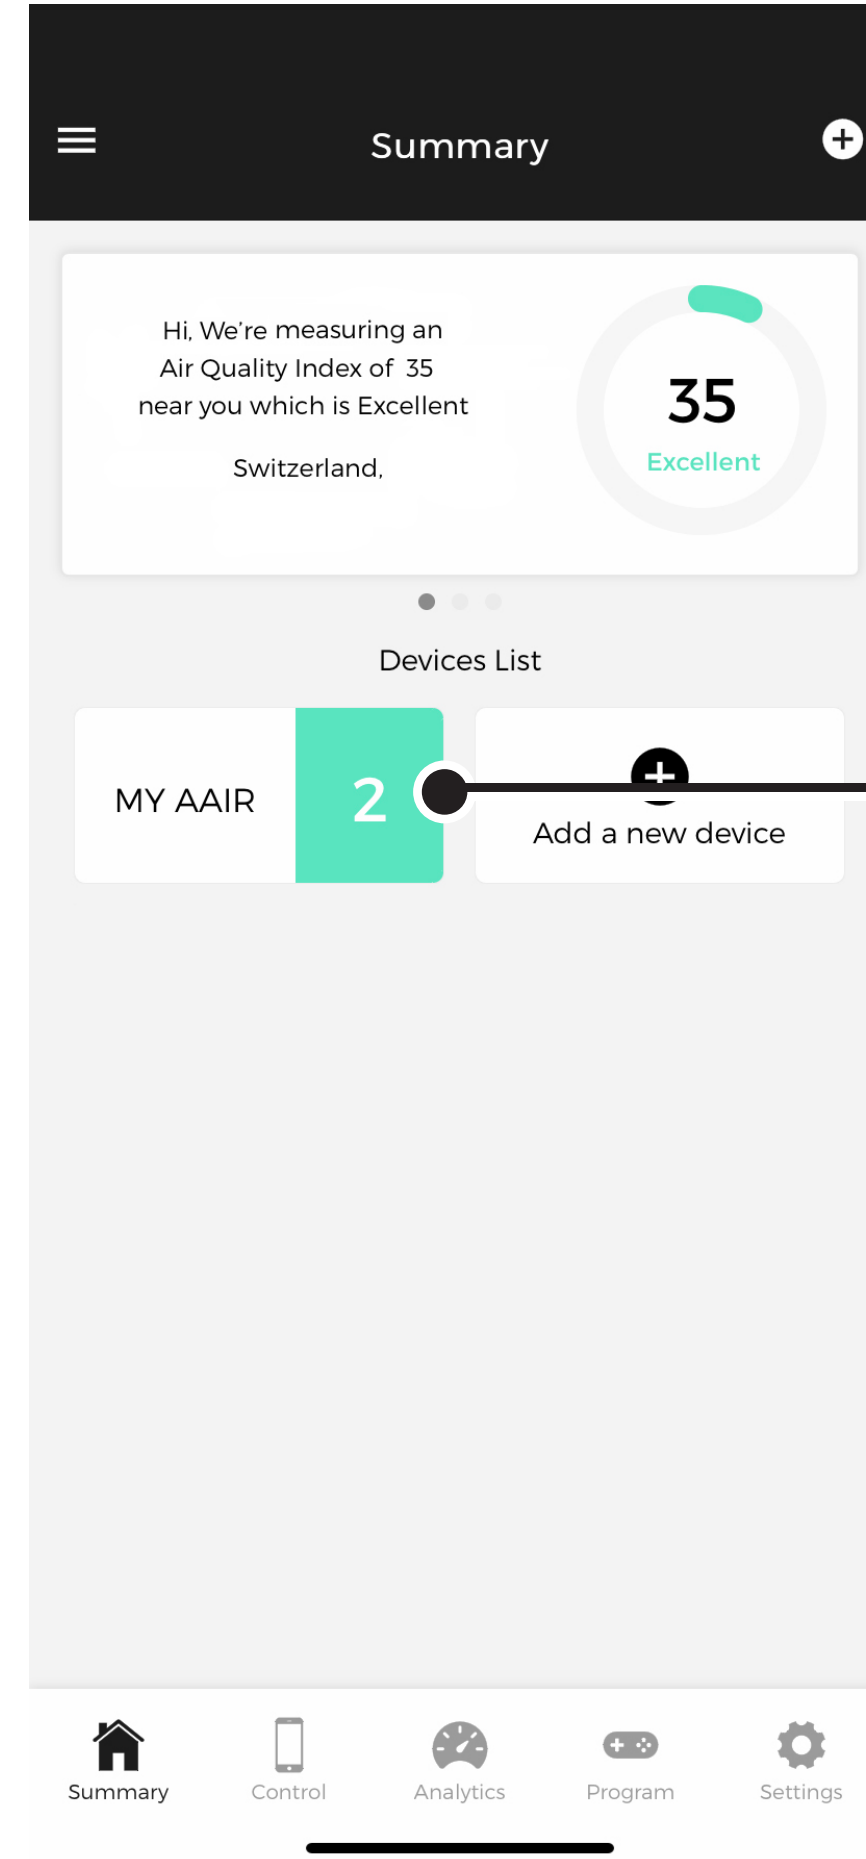 Summary
Hi, We're measuring an
Air Quality Index of 35
near you which is Excellent
Switzerland,
35
Excellent
Devices List
MY AAIR
2
Add a new device
Summary
Control
Analytics
Program
Settings